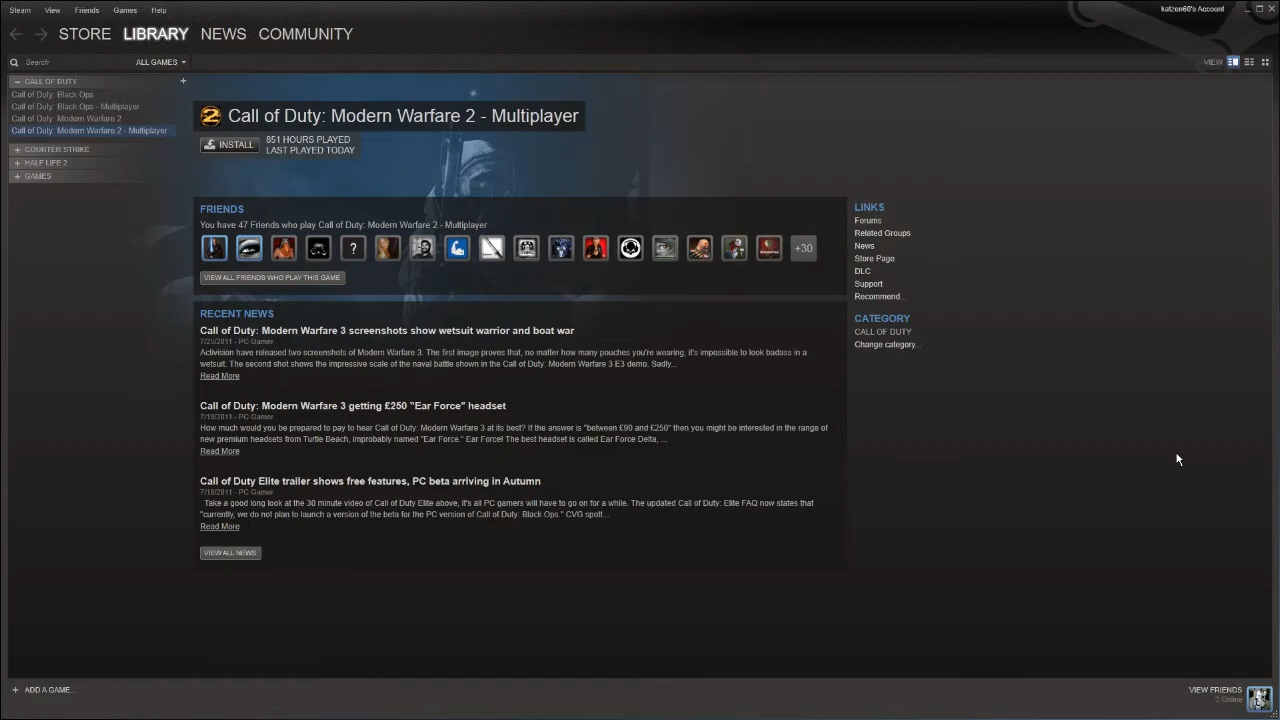 Steam View Friends Games Help
katzen60's Account
STORE LIBRARY NEWS COMMUNITY
Search ALL GAMES
VIEW
− CALL OF DUTY +
Call of Duty: Black Ops
Call of Duty: Black Ops - Multiplayer
Call of Duty: Modern Warfare 2
Call of Duty: Modern Warfare 2 - Multiplayer
+ COUNTER STRIKE
+ HALF LIFE 2
+ GAMES
2 Call of Duty: Modern Warfare 2 - Multiplayer
INSTALL
851 HOURS PLAYED
LAST PLAYED TODAY
FRIENDS
You have 47 Friends who play Call of Duty: Modern Warfare 2 - Multiplayer
?
+30
VIEW ALL FRIENDS WHO PLAY THIS GAME
RECENT NEWS
Call of Duty: Modern Warfare 3 screenshots show wetsuit warrior and boat war
7/25/2011 - PC Gamer
Activision have released two screenshots of Modern Warfare 3. The first image proves that, no matter how many pouches you're wearing, it's impossible to look badass in a
wetsuit. The second shows the impressive scale of the naval battle shown in the Call of Duty: Modern Warfare 3 E3 demo. Sadly...
Read More
Call of Duty: Modern Warfare 3 getting £250 "Ear Force" headset
7/19/2011 - PC Gamer
How much would you be prepared to pay to hear Call of Duty: Modern Warfare 3 at its best? If the answer is "between £90 and £250" then you might be interested in the range of
new premium headsets from Turtle Beach, improbably named "Ear Force." Ear Force! The best headset is called Ear Force Delta, ...
Read More
Call of Duty Elite trailer shows free features, PC beta arriving in Autumn
7/18/2011 - PC Gamer
Take a good long look at the 30 minute video of Call of Duty Elite above, it's all PC gamers will have to go on for a while. The updated Call of Duty: Elite FAQ now states that
"currently, we do not plan to launch a version of the beta for the PC version of Call of Duty: Black Ops." CVG spott...
Read More
VIEW ALL NEWS
LINKS
Forums
Related Groups
News
Store Page
DLC
Support
Recommend...
CATEGORY
CALL OF DUTY
Change category...
+ ADD A GAME...
VIEW FRIENDS
3 Online